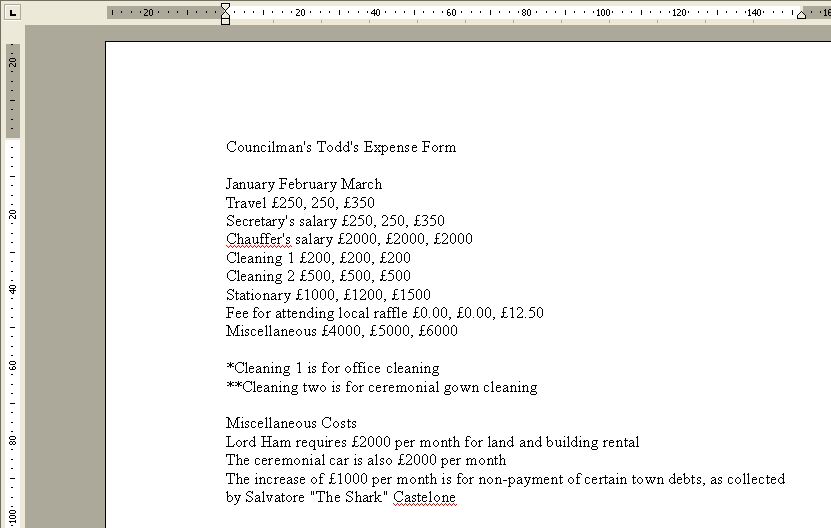 20 20 40 60 80 100 120 140 16
20
20
40
60
80
100
Councilman's Todd's Expense Form
January February March
Travel £250, 250, £350
Secretary's salary £250, 250, £350
Chauffer's salary £2000, £2000, £2000
Cleaning 1 £200, £200, £200
Cleaning 2 £500, £500, £500
Stationary £1000, £1200, £1500
Fee for attending local raffle £0.00, £0.00, £12.50
Miscellaneous £4000, £5000, £6000
*Cleaning 1 is for office cleaning
**Cleaning two is for ceremonial gown cleaning
Miscellaneous Costs
Lord Ham requires £2000 per month for land and building rental
The ceremonial car is also £2000 per month
The increase of £1000 per month is for non-payment of certain town debts, as collected
by Salvatore "The Shark" Castelone